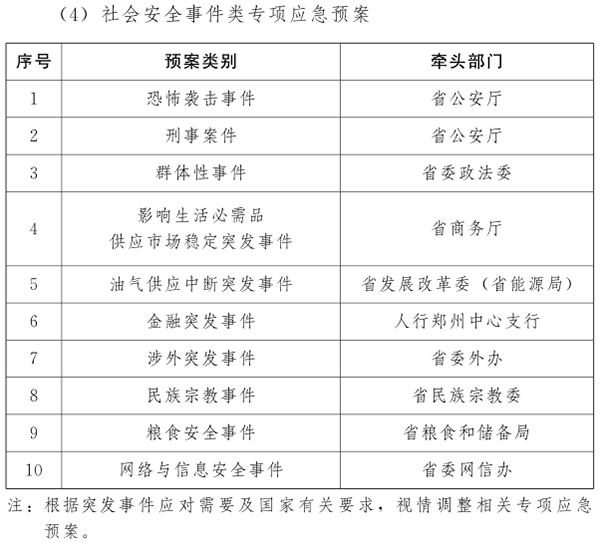 （4）社会安全事件类专项应急预案
序号 预案类别 牵头部门
1 恐怖袭击事件 省公安厅
2 刑事案件 省公安厅
3 群体性事件 省委政法委
4 影响生活必需品 省商务厅
供应市场稳定突发事件
5 油气供应中断突发事件 省发展改革委（省能源局）
6 金融突发事件 人行郑州中心支行
7 涉外突发事件 省委外办
8 民族宗教事件 省民族宗教委
9 粮食安全事件 省粮食和储备局
10 网络与信息安全事件 省委网信办
注：根据突发事件应对需要及国家有关要求，视情调整相关专项应急
预案。